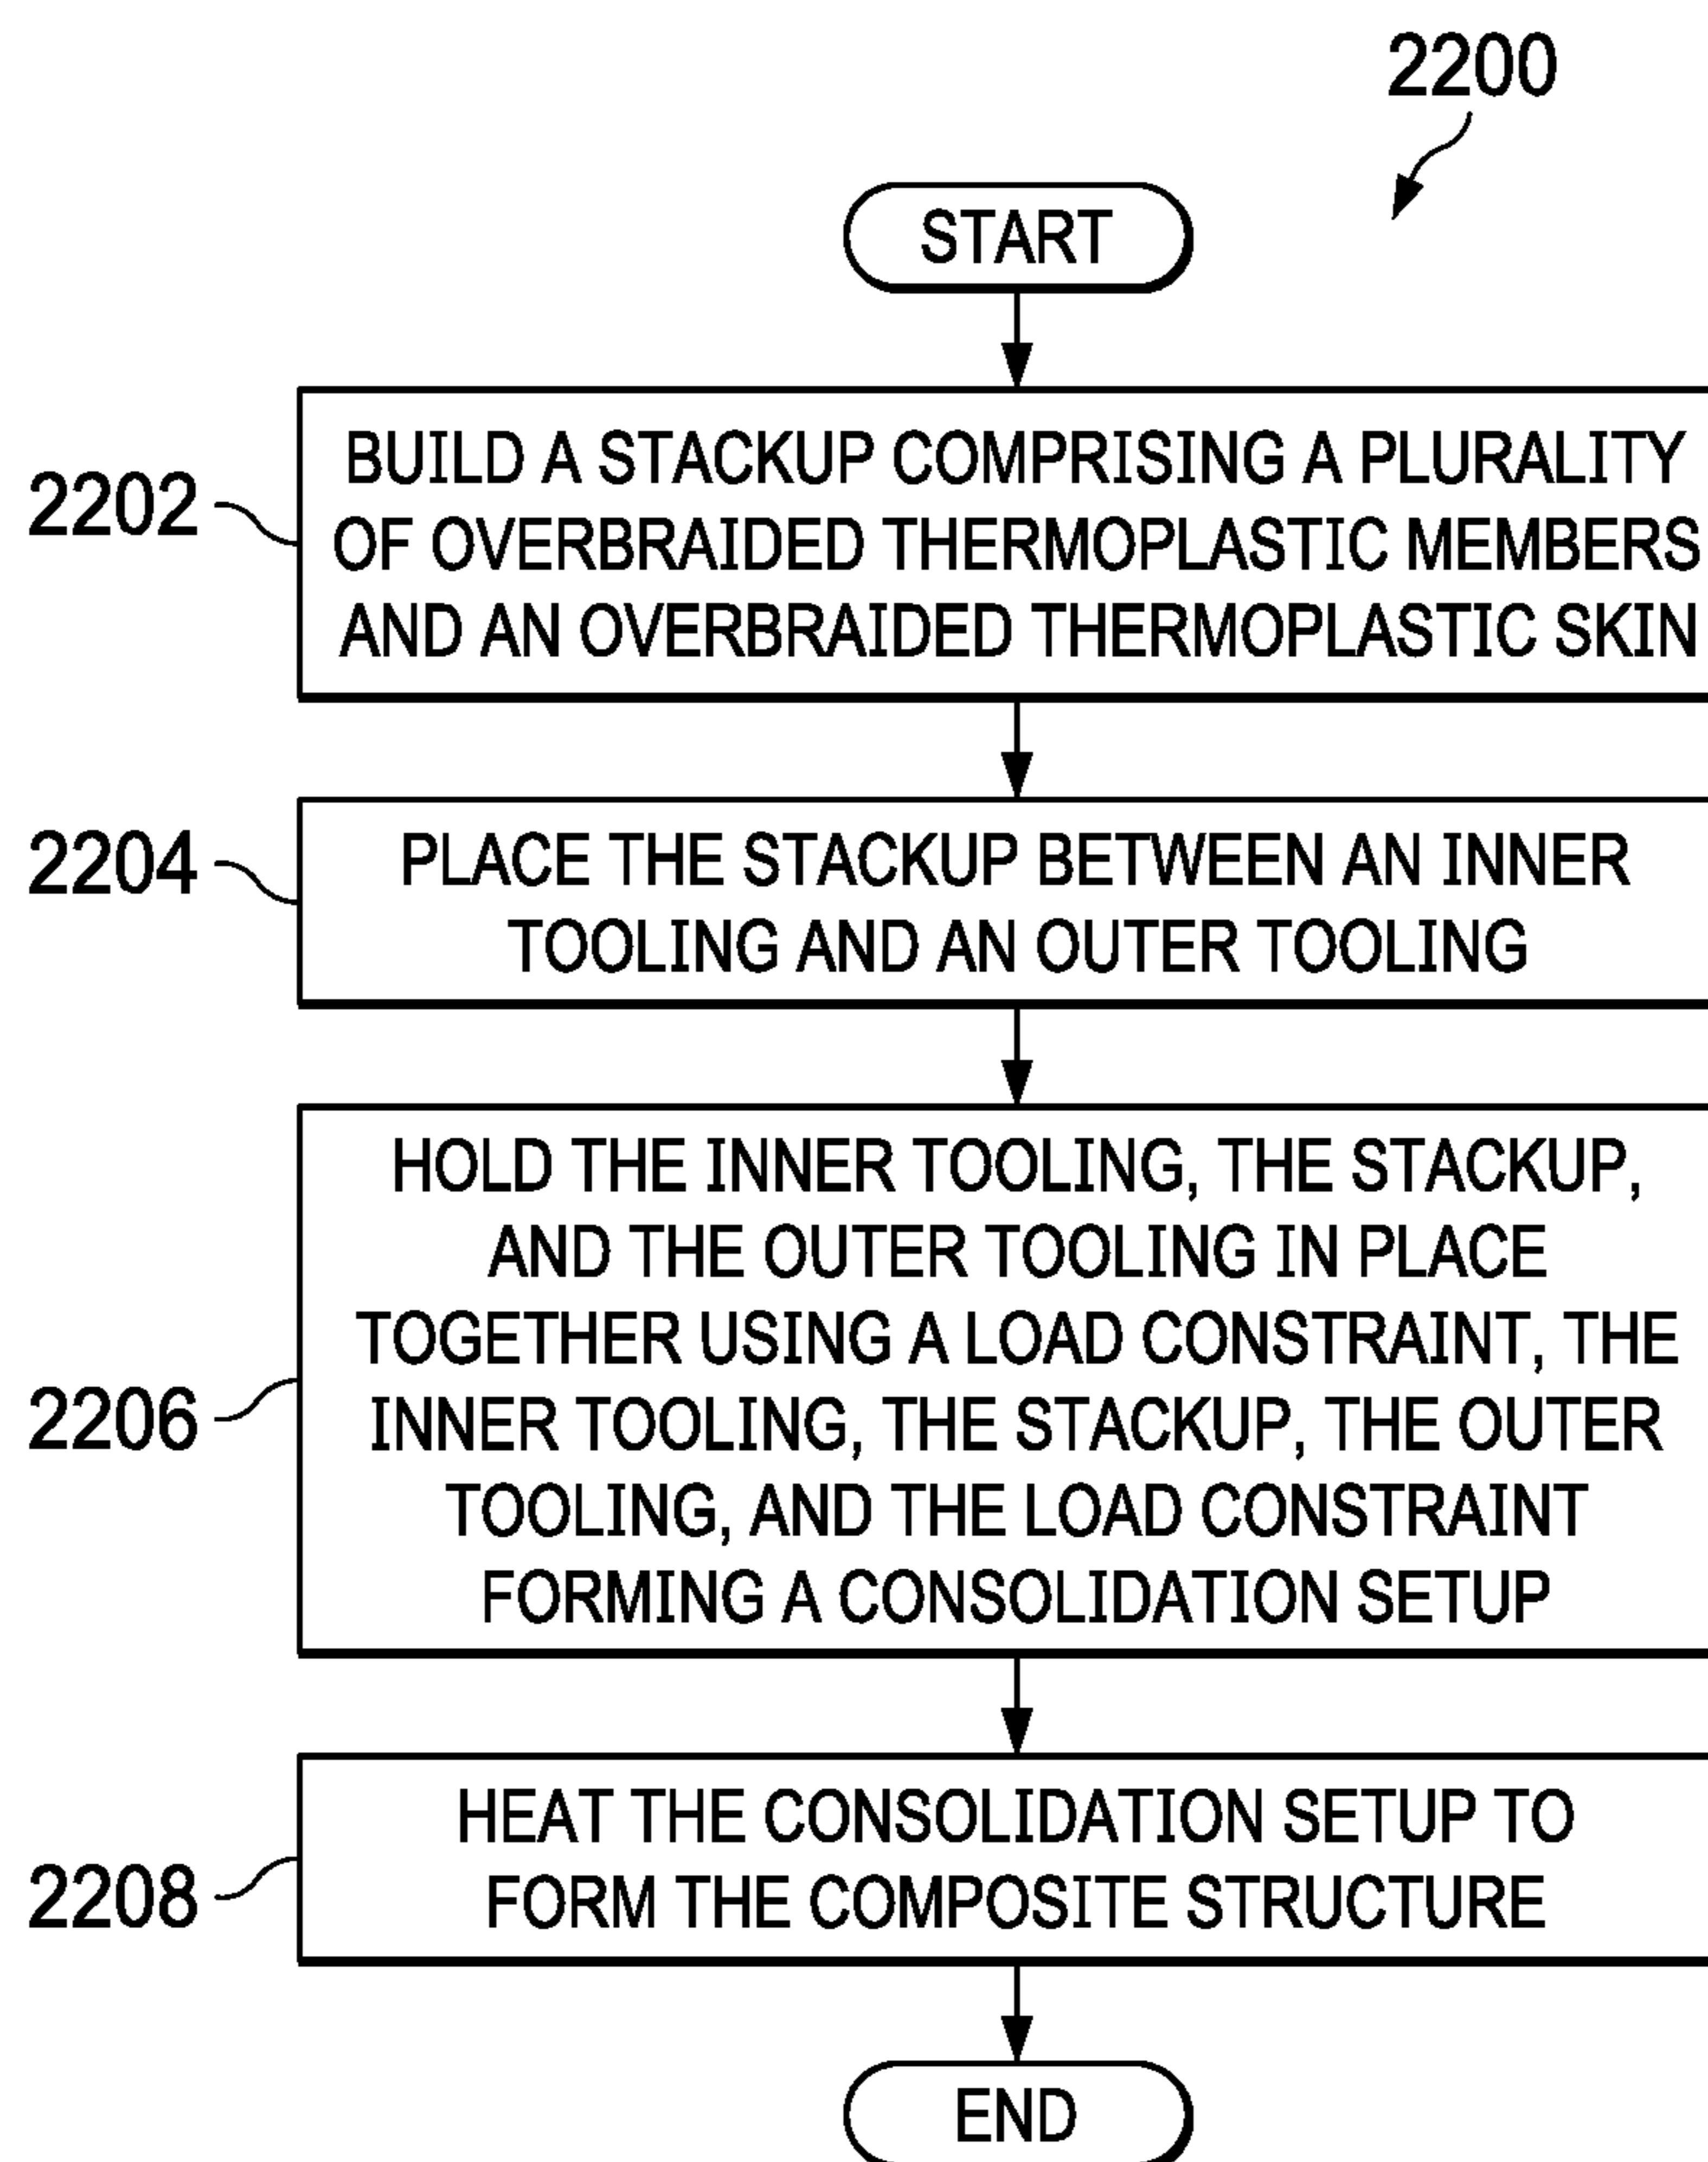 2200
START
2202
BUILD A STACKUP COMPRISING A PLURALITY
OF OVERBRAIDED THERMOPLASTIC MEMBERS
AND AN OVERBRAIDED THERMOPLASTIC SKIN
2204
PLACE THE STACKUP BETWEEN AN INNER
TOOLING AND AN OUTER TOOLING
2206
HOLD THE INNER TOOLING, THE STACKUP,
AND THE OUTER TOOLING IN PLACE
TOGETHER USING A LOAD CONSTRAINT, THE
INNER TOOLING, THE STACKUP, THE OUTER
TOOLING, AND THE LOAD CONSTRAINT
FORMING A CONSOLIDATION SETUP
2208
HEAT THE CONSOLIDATION SETUP TO
FORM THE COMPOSITE STRUCTURE
END